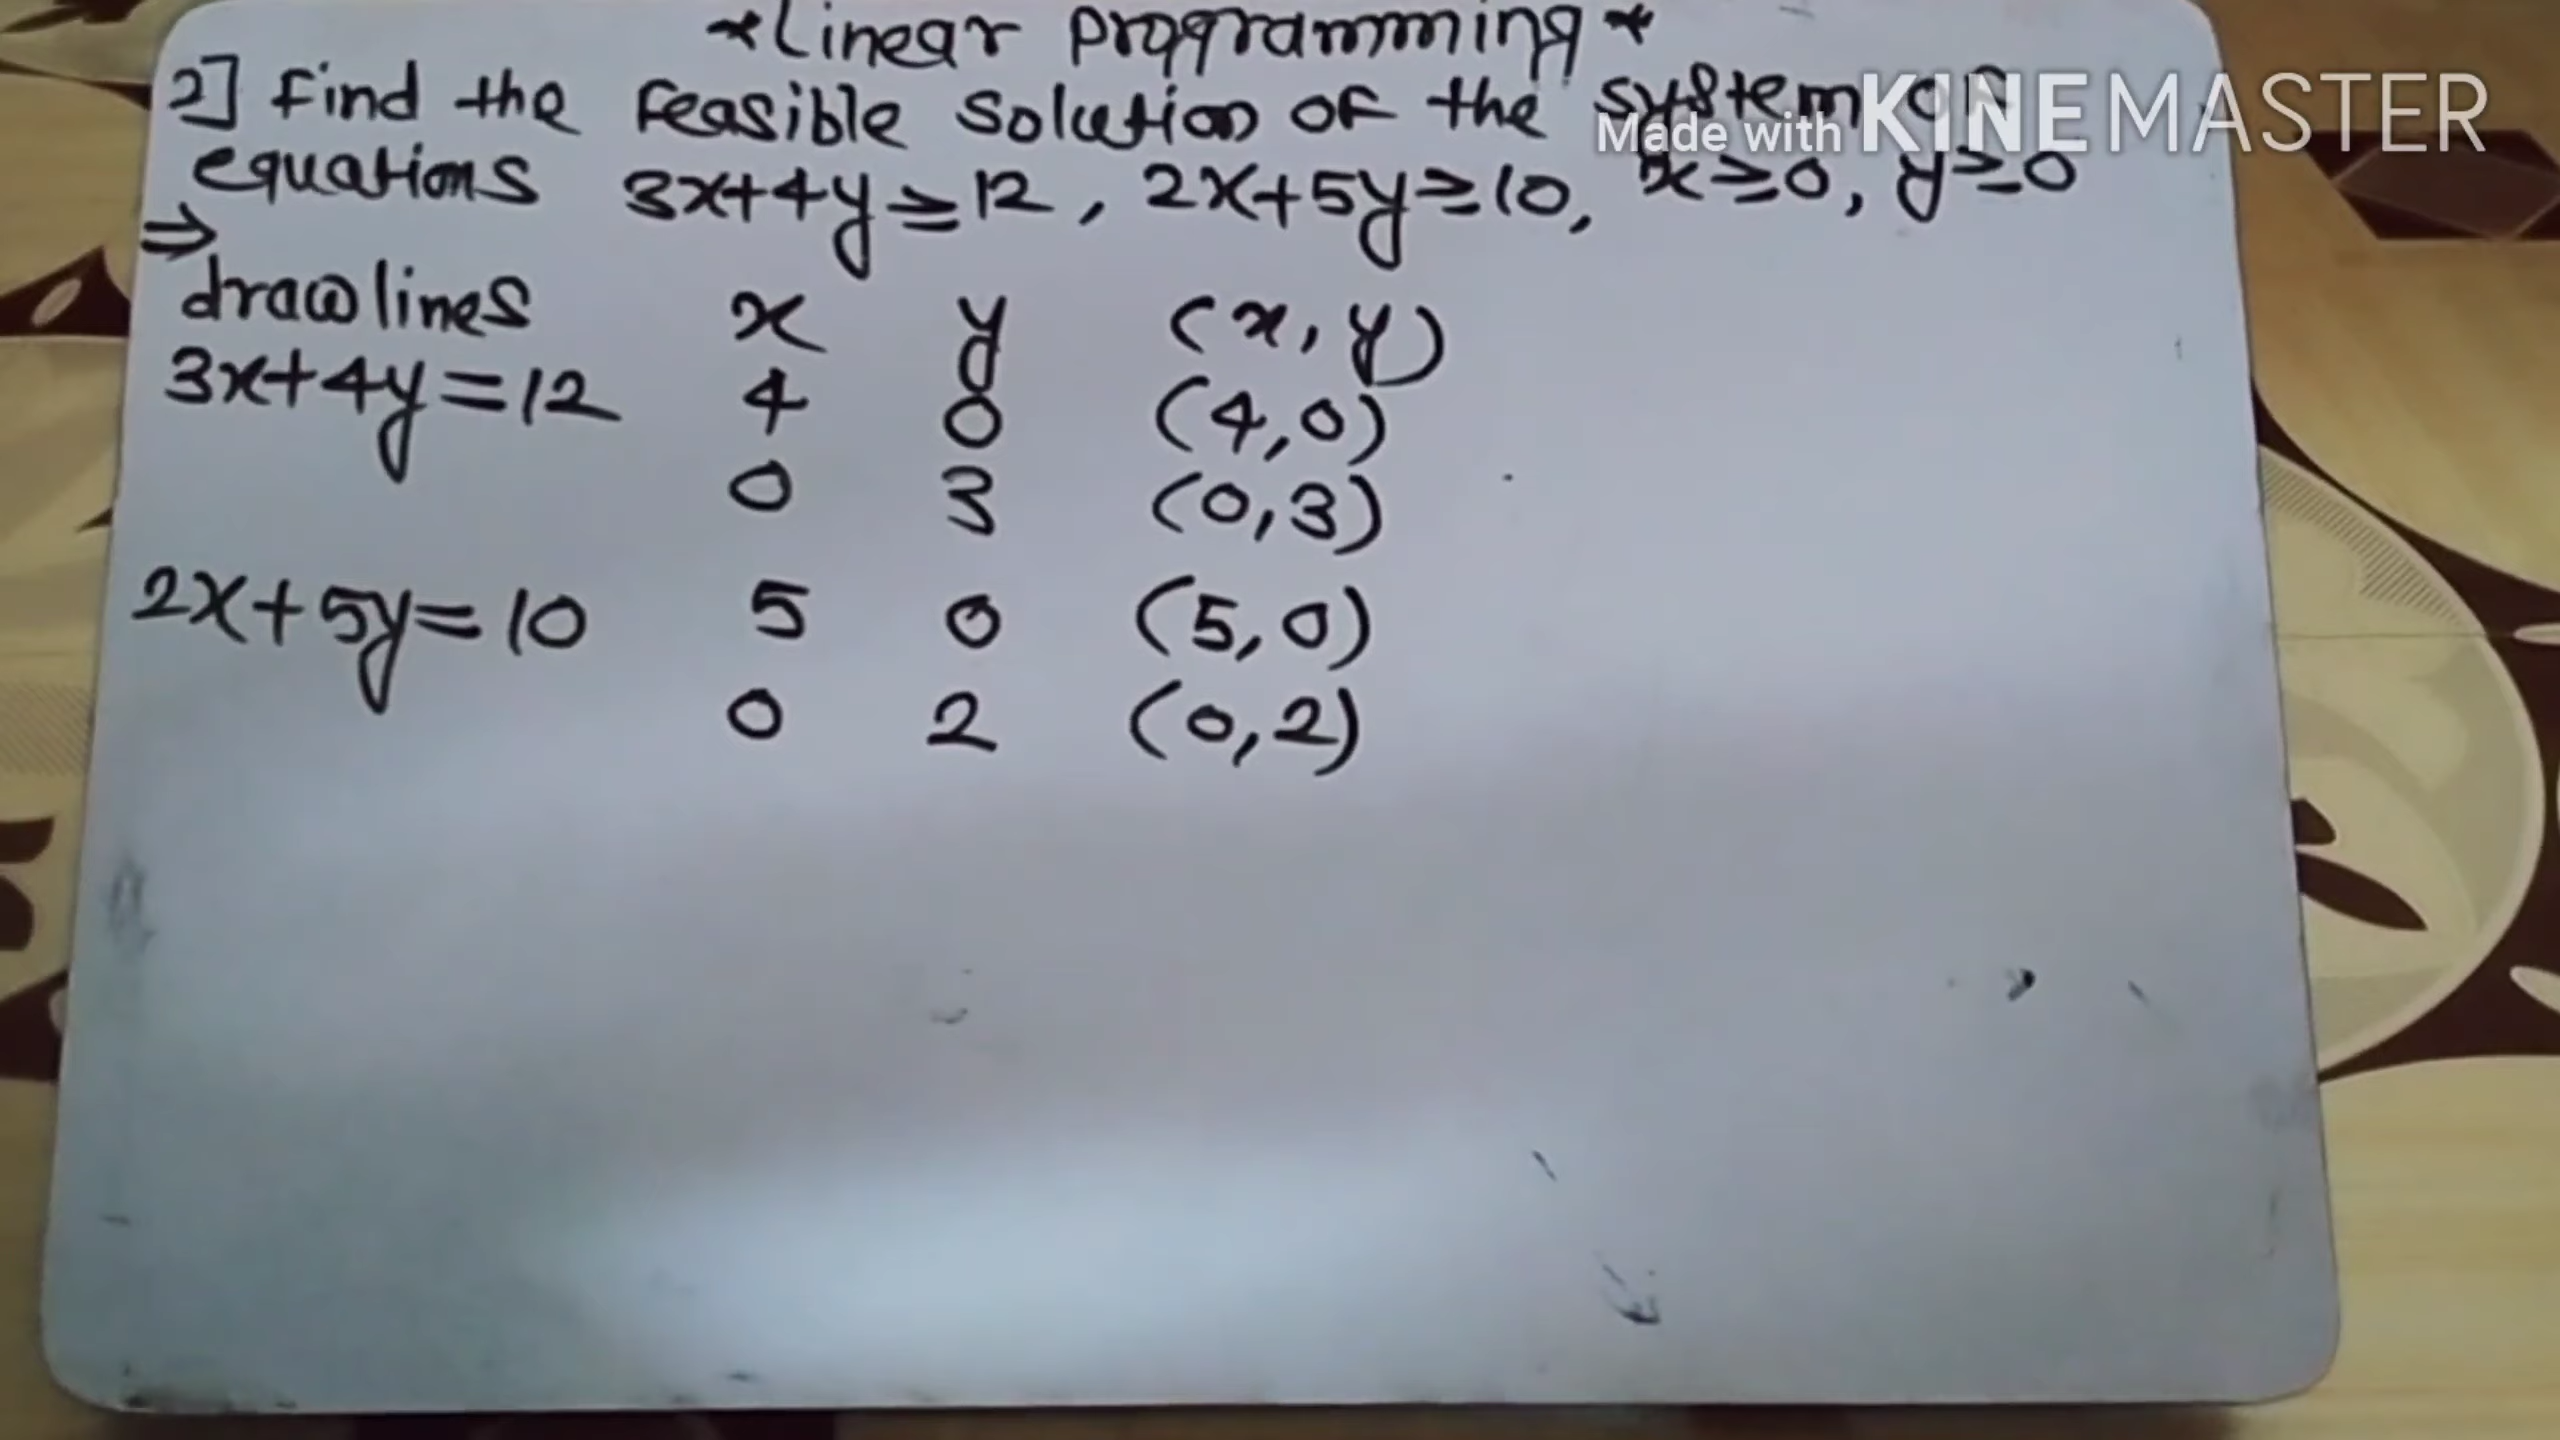 *Linear programming*
2] Find the feasible solution of the system of
Made with KINEMASTER
equations 3x+4y≥12, 2x+5y≥10, x≥0, y≥0
⇒
draw lines x y (x, y)
3x+4y=12 4 0 (4,0)
0 3 (0,3)
2x+5y=10 5 0 (5,0)
0 2 (0,2)